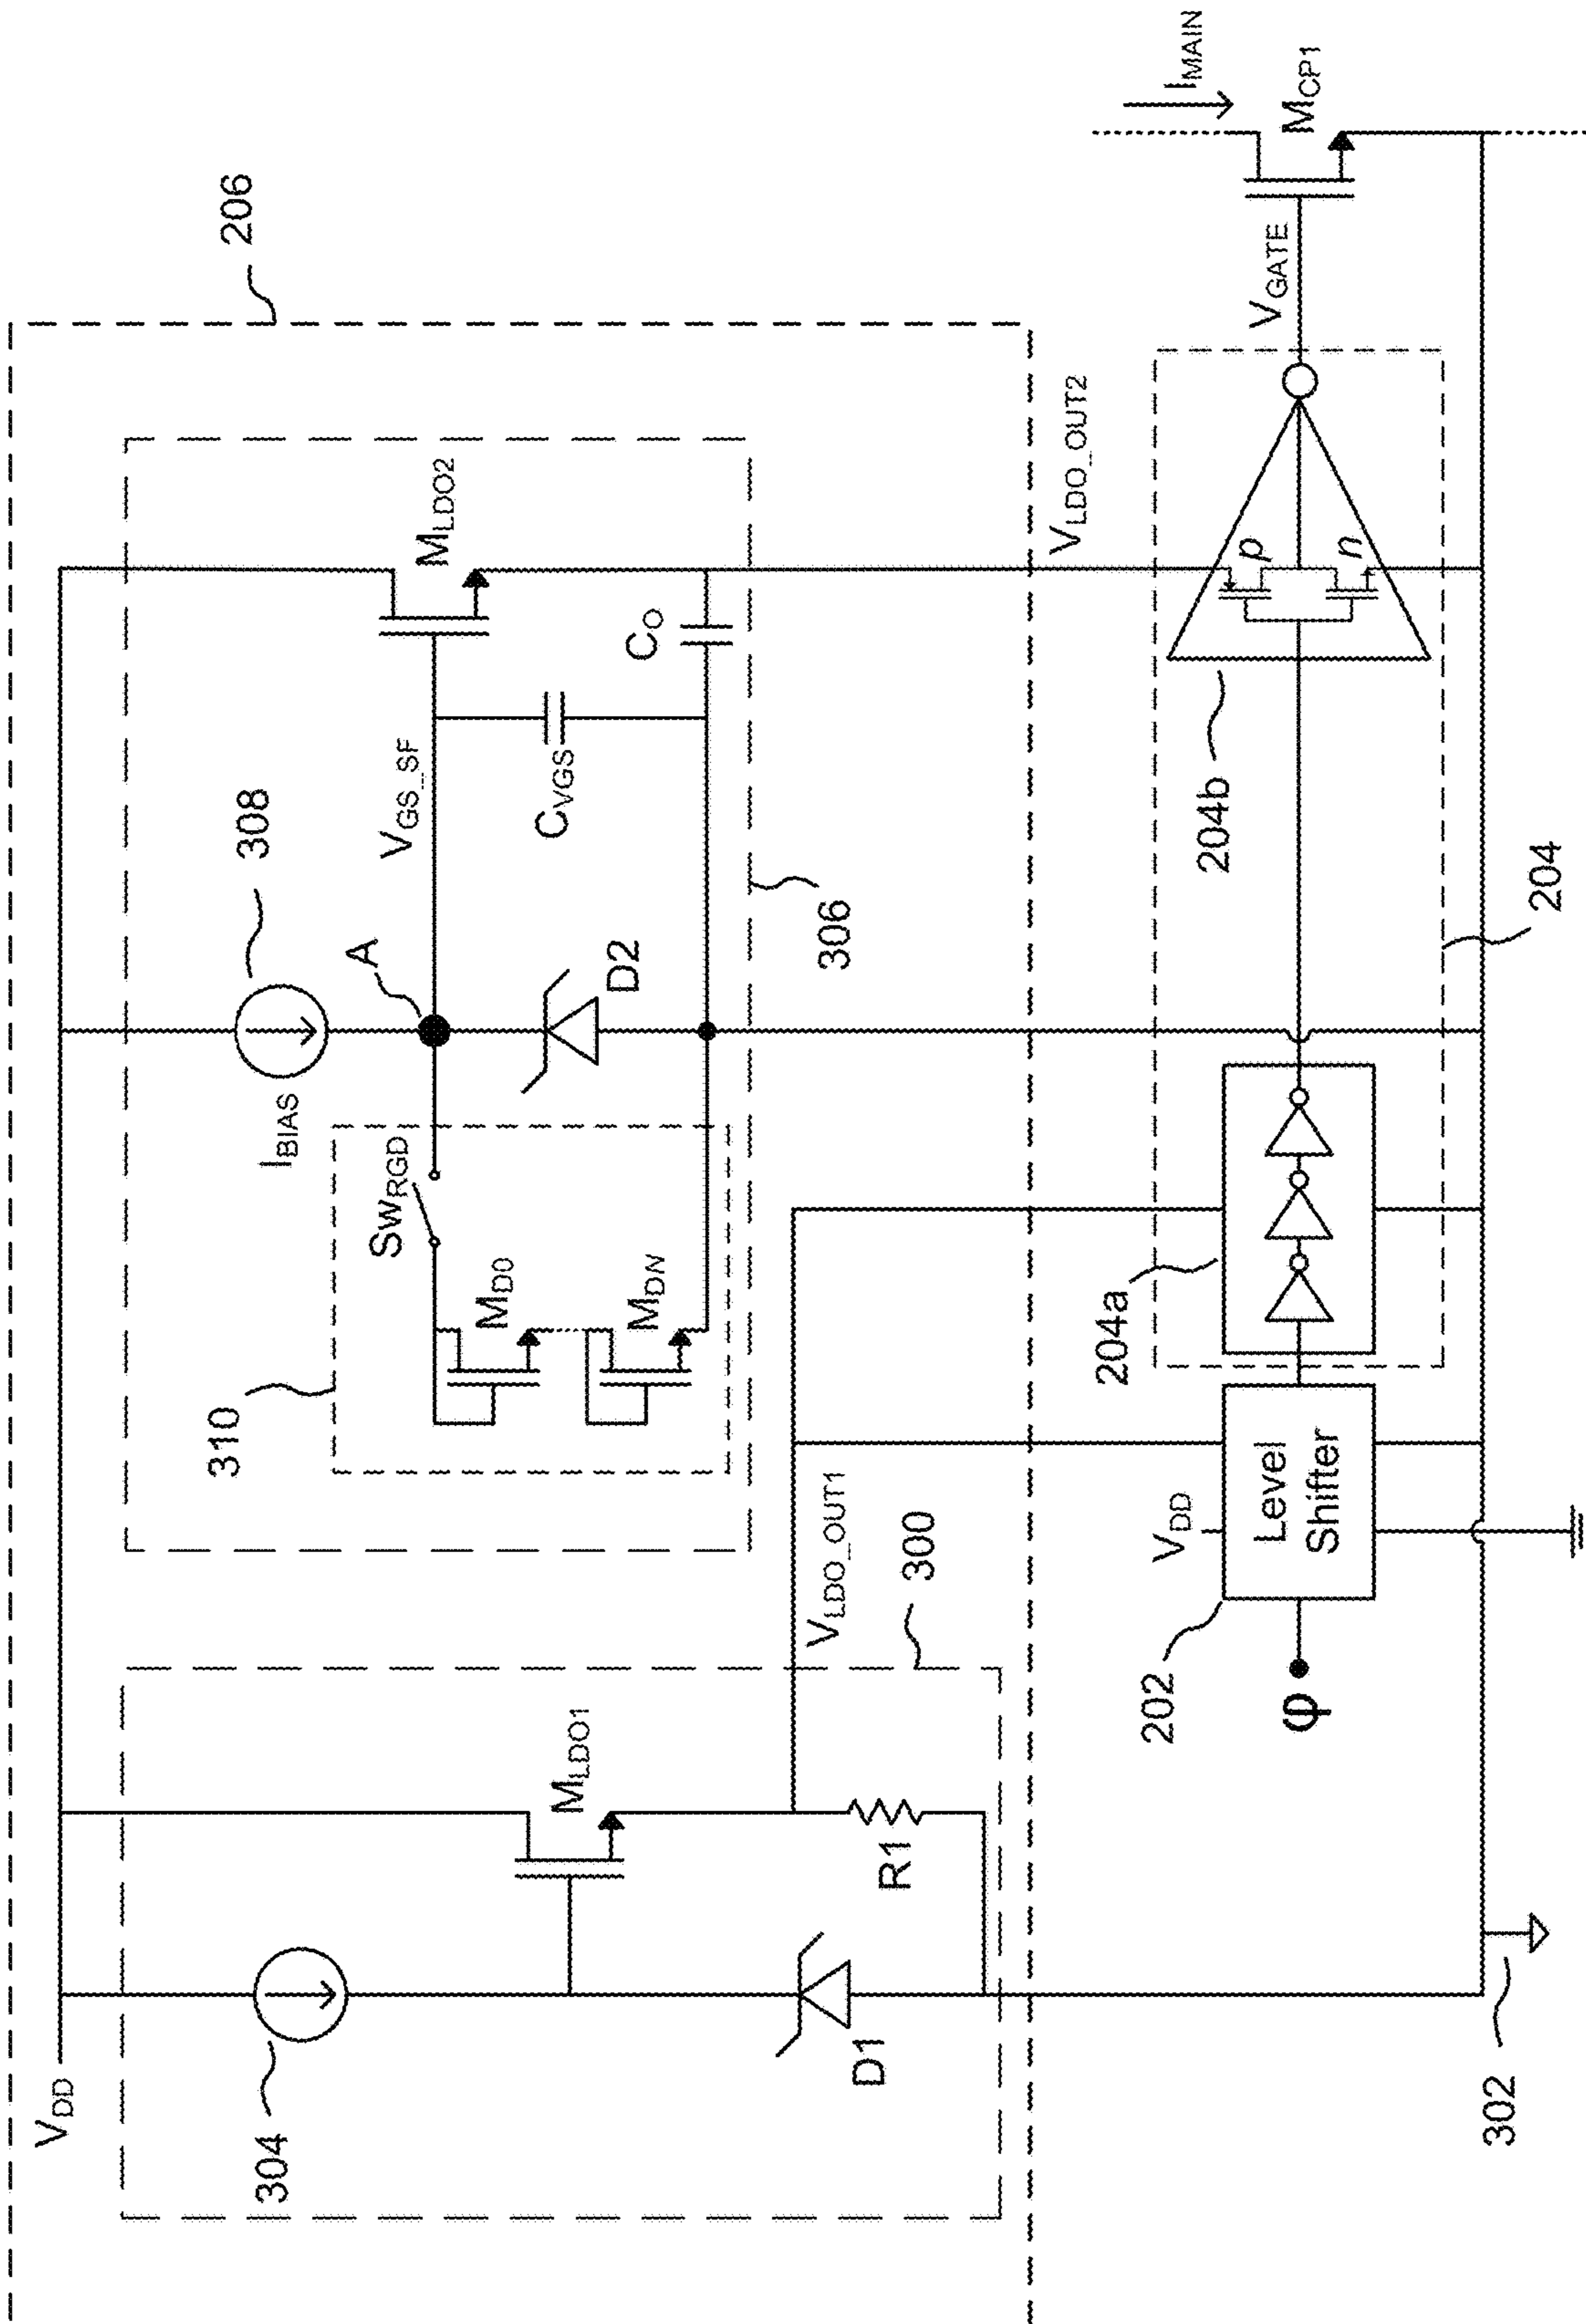 206
V_DD
304
308
I_BIAS
A
V_GS_SF
M_LDO2
C_VGS
C_O
D2
Sw_RGD
M_D0
M_DN
310
306
M_LDO1
R1
D1
300
V_LDO_OUT1
V_LDO_OUT2
I_MAIN
M_CP1
V_GATE
204b
p
n
204a
204
V_DD
Level
Shifter
202
φ
302